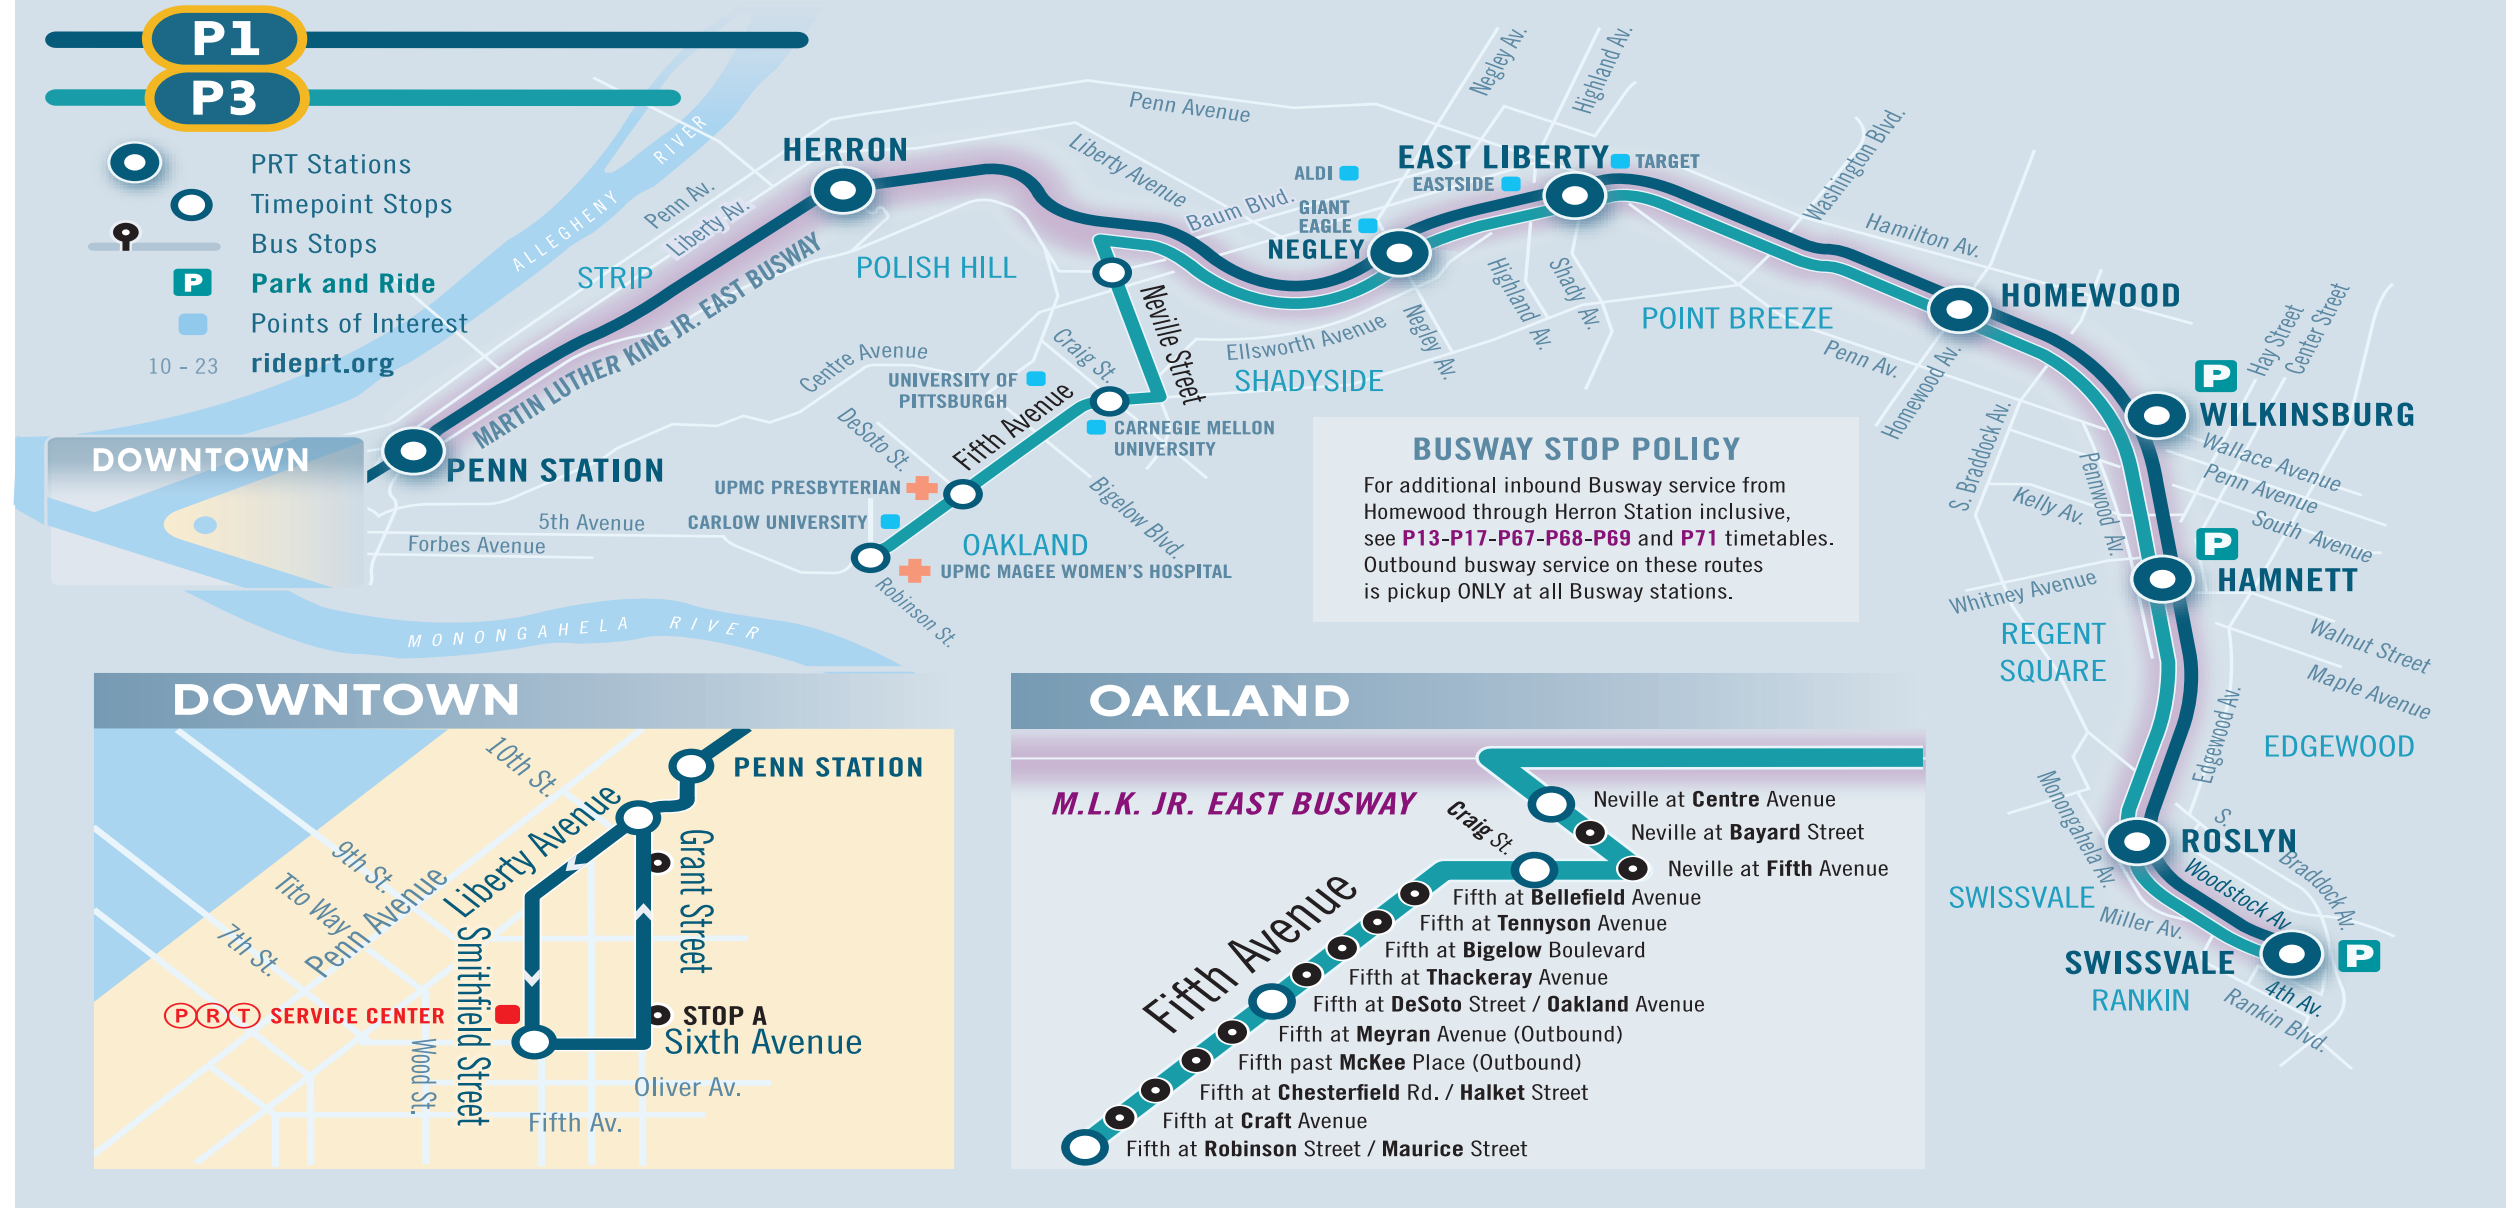 P1
P3
PRT Stations
Timepoint Stops
Bus Stops
P Park and Ride
Points of Interest
10 - 23 rideprt.org
ALLEGHENY RIVER
Penn Av.
Liberty Av.
STRIP
MARTIN LUTHER KING JR. EAST BUSWAY
HERRON
POLISH HILL
Penn Avenue
Liberty Avenue
Baum Blvd.
Negley Av.
Highland Av.
ALDI
EAST LIBERTY
TARGET
EASTSIDE
GIANT
EAGLE
NEGLEY
Washington Blvd.
Hamilton Av.
Highland Av.
Shady Av.
Negley Av.
POINT BREEZE
HOMEWOOD
Penn Av.
Homewood Av.
Hay Street
Center Street
Neville Street
Ellsworth Avenue
SHADYSIDE
Craig St.
Centre Avenue
UNIVERSITY OF
PITTSBURGH
DeSoto St.
Fifth Avenue
CARNEGIE MELLON
UNIVERSITY
Bigelow Blvd.
UPMC PRESBYTERIAN
CARLOW UNIVERSITY
OAKLAND
UPMC MAGEE WOMEN'S HOSPITAL
Robinson St.
DOWNTOWN
PENN STATION
5th Avenue
Forbes Avenue
MONONGAHELA RIVER
BUSWAY STOP POLICY
For additional inbound Busway service from
Homewood through Herron Station inclusive,
see P13-P17-P67-P68-P69 and P71 timetables.
Outbound busway service on these routes
is pickup ONLY at all Busway stations.
P
WILKINSBURG
Wallace Avenue
Penn Avenue
South Avenue
S. Braddock Av.
Kelly Av.
Pennwood Av.
P
HAMNETT
Whitney Avenue
REGENT
SQUARE
Walnut Street
Maple Avenue
Edgewood Av.
EDGEWOOD
Monongahela Av.
ROSLYN
S. Braddock Av.
Woodstock Av
SWISSVALE
Miller Av.
SWISSVALE
RANKIN
P
4th Av.
Rankin Blvd.
DOWNTOWN
10th St.
PENN STATION
Liberty Avenue
9th St.
Grant Street
Tito Way
Penn Avenue
7th St.
Smithfield Street
PRT SERVICE CENTER
STOP A
Sixth Avenue
Wood St.
Oliver Av.
Fifth Av.
OAKLAND
M.L.K. JR. EAST BUSWAY
Craig St.
Fifth Avenue
Neville at Centre Avenue
Neville at Bayard Street
Neville at Fifth Avenue
Fifth at Bellefield Avenue
Fifth at Tennyson Avenue
Fifth at Bigelow Boulevard
Fifth at Thackeray Avenue
Fifth at DeSoto Street / Oakland Avenue
Fifth at Meyran Avenue (Outbound)
Fifth past McKee Place (Outbound)
Fifth at Chesterfield Rd. / Halket Street
Fifth at Craft Avenue
Fifth at Robinson Street / Maurice Street